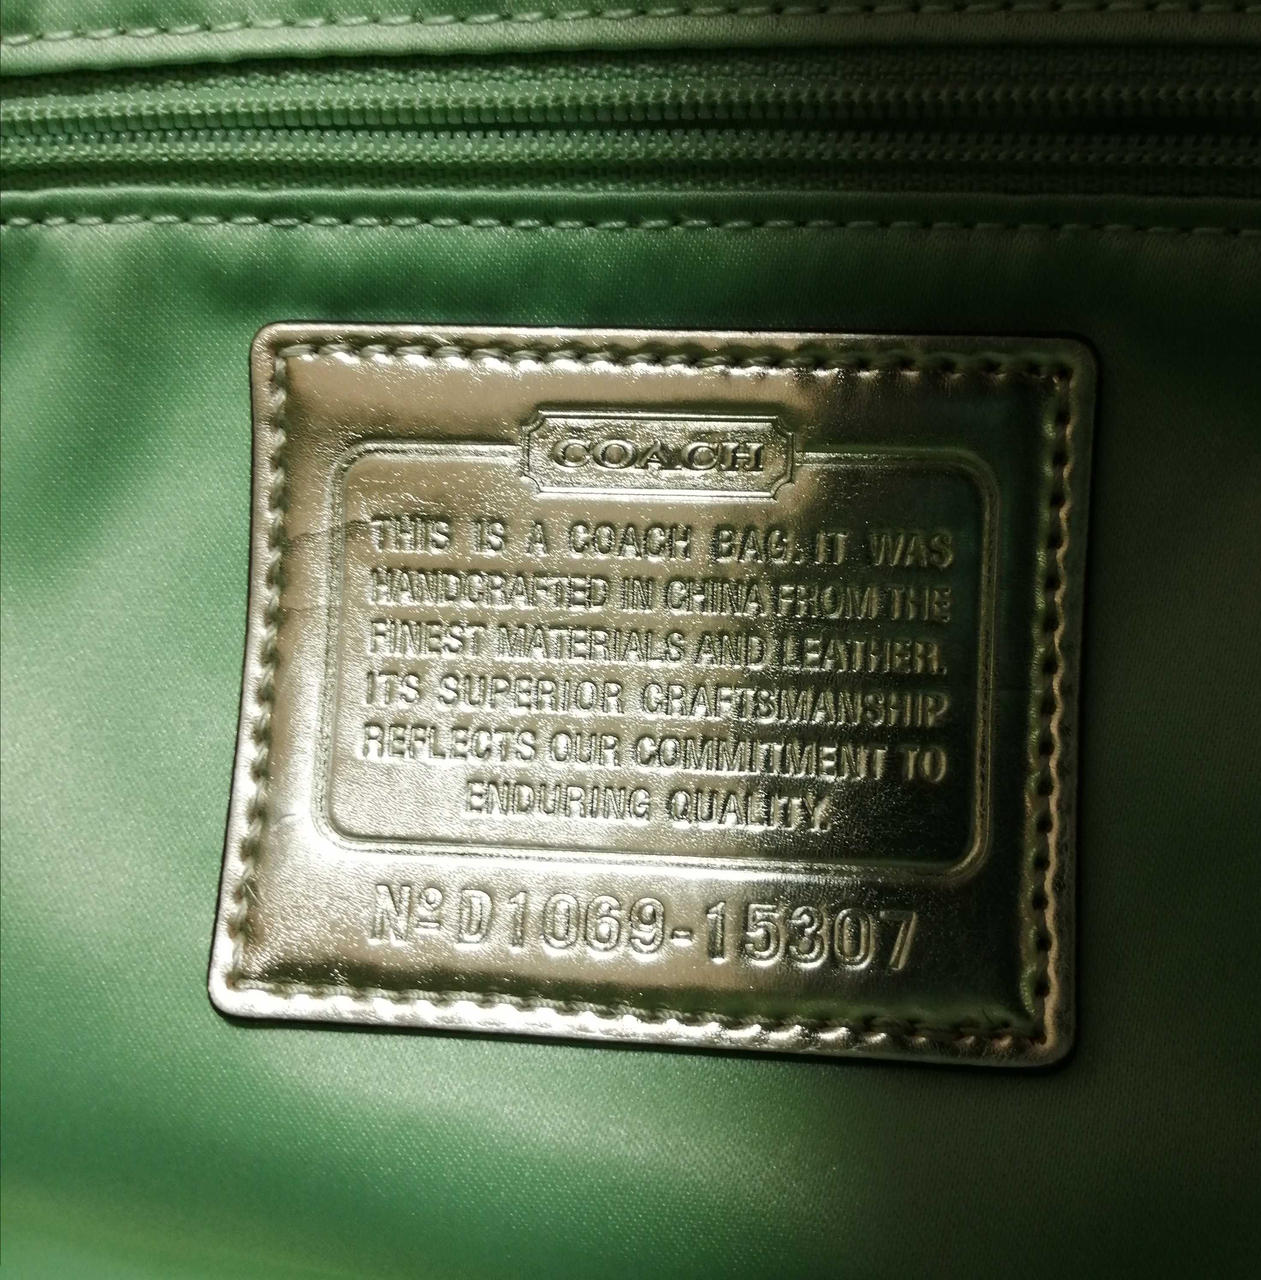 COACH
THIS IS A COACH BAG. IT WAS
HANDCRAFTED IN CHINA FROM THE
FINEST MATERIALS AND LEATHER.
ITS SUPERIOR CRAFTSMANSHIP
REFLECTS OUR COMMITMENT TO
ENDURING QUALITY.
Nº D1069-15307